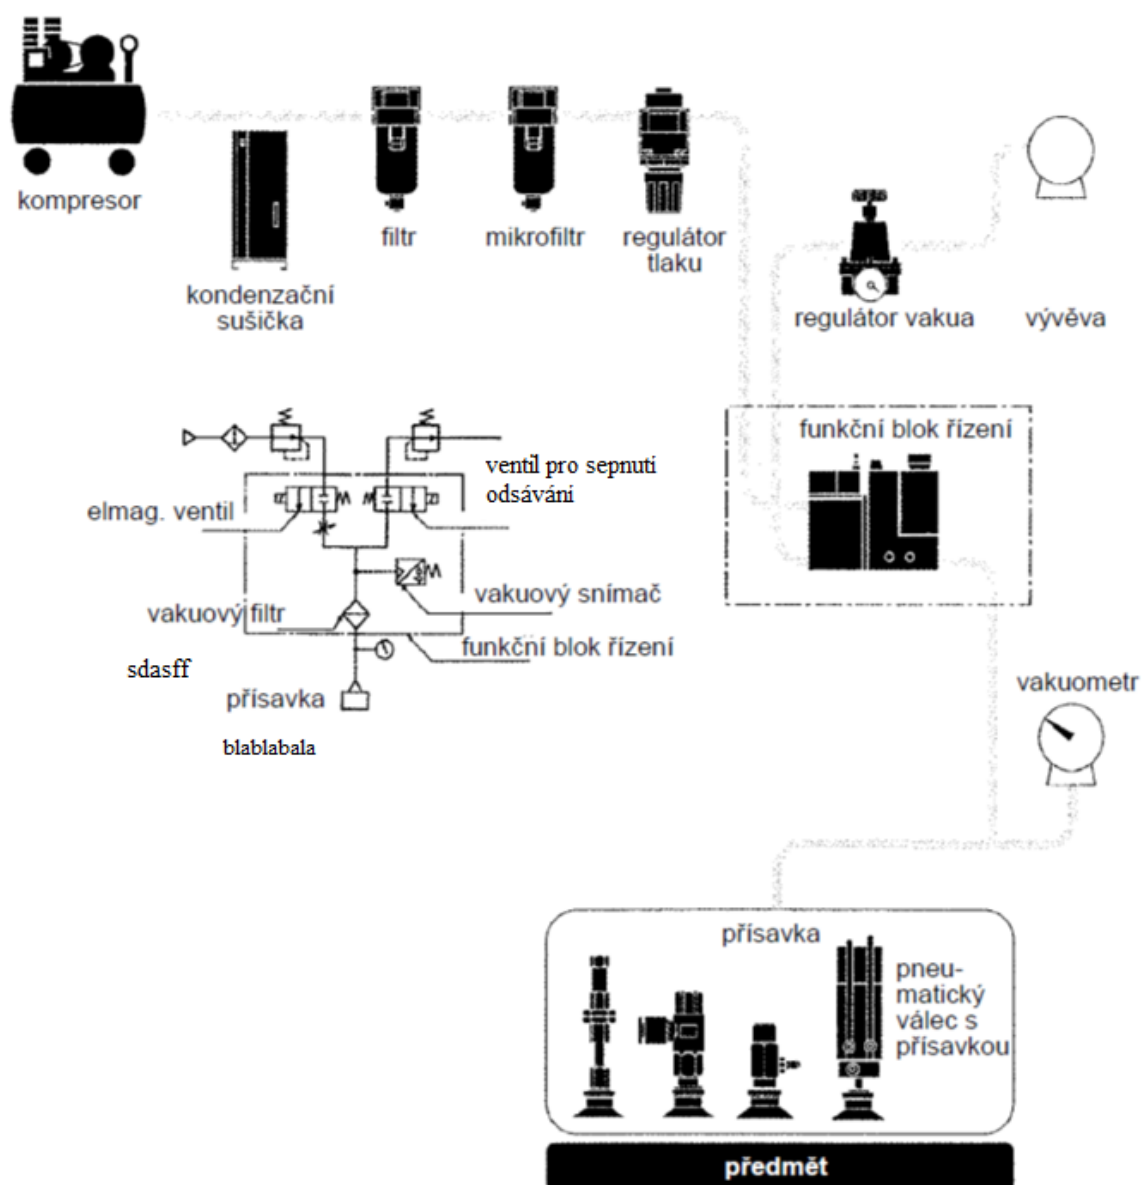 kompresor
kondenzační
sušička
filtr
mikrofiltr
regulátor
tlaku
regulátor vakua
vývěva
funkční blok řízení
ventil pro sepnutí
odsávání
elmag. ventil
vakuový snímač
vakuový filtr
funkční blok řízení
sdasff
přísavka
blablabala
vakuometr
přísavka
pneu-
matický
válec s
přísavkou
předmět